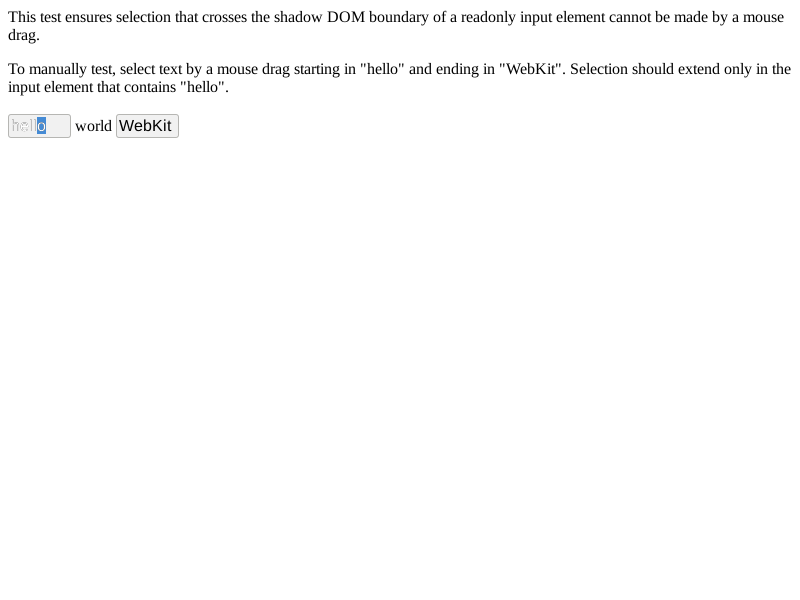 This test ensures selection that crosses the shadow DOM boundary of a readonly input element cannot be made by a mouse
drag.
To manually test, select text by a mouse drag starting in "hello" and ending in "WebKit". Selection should extend only in the
input element that contains "hello".
hello world WebKit